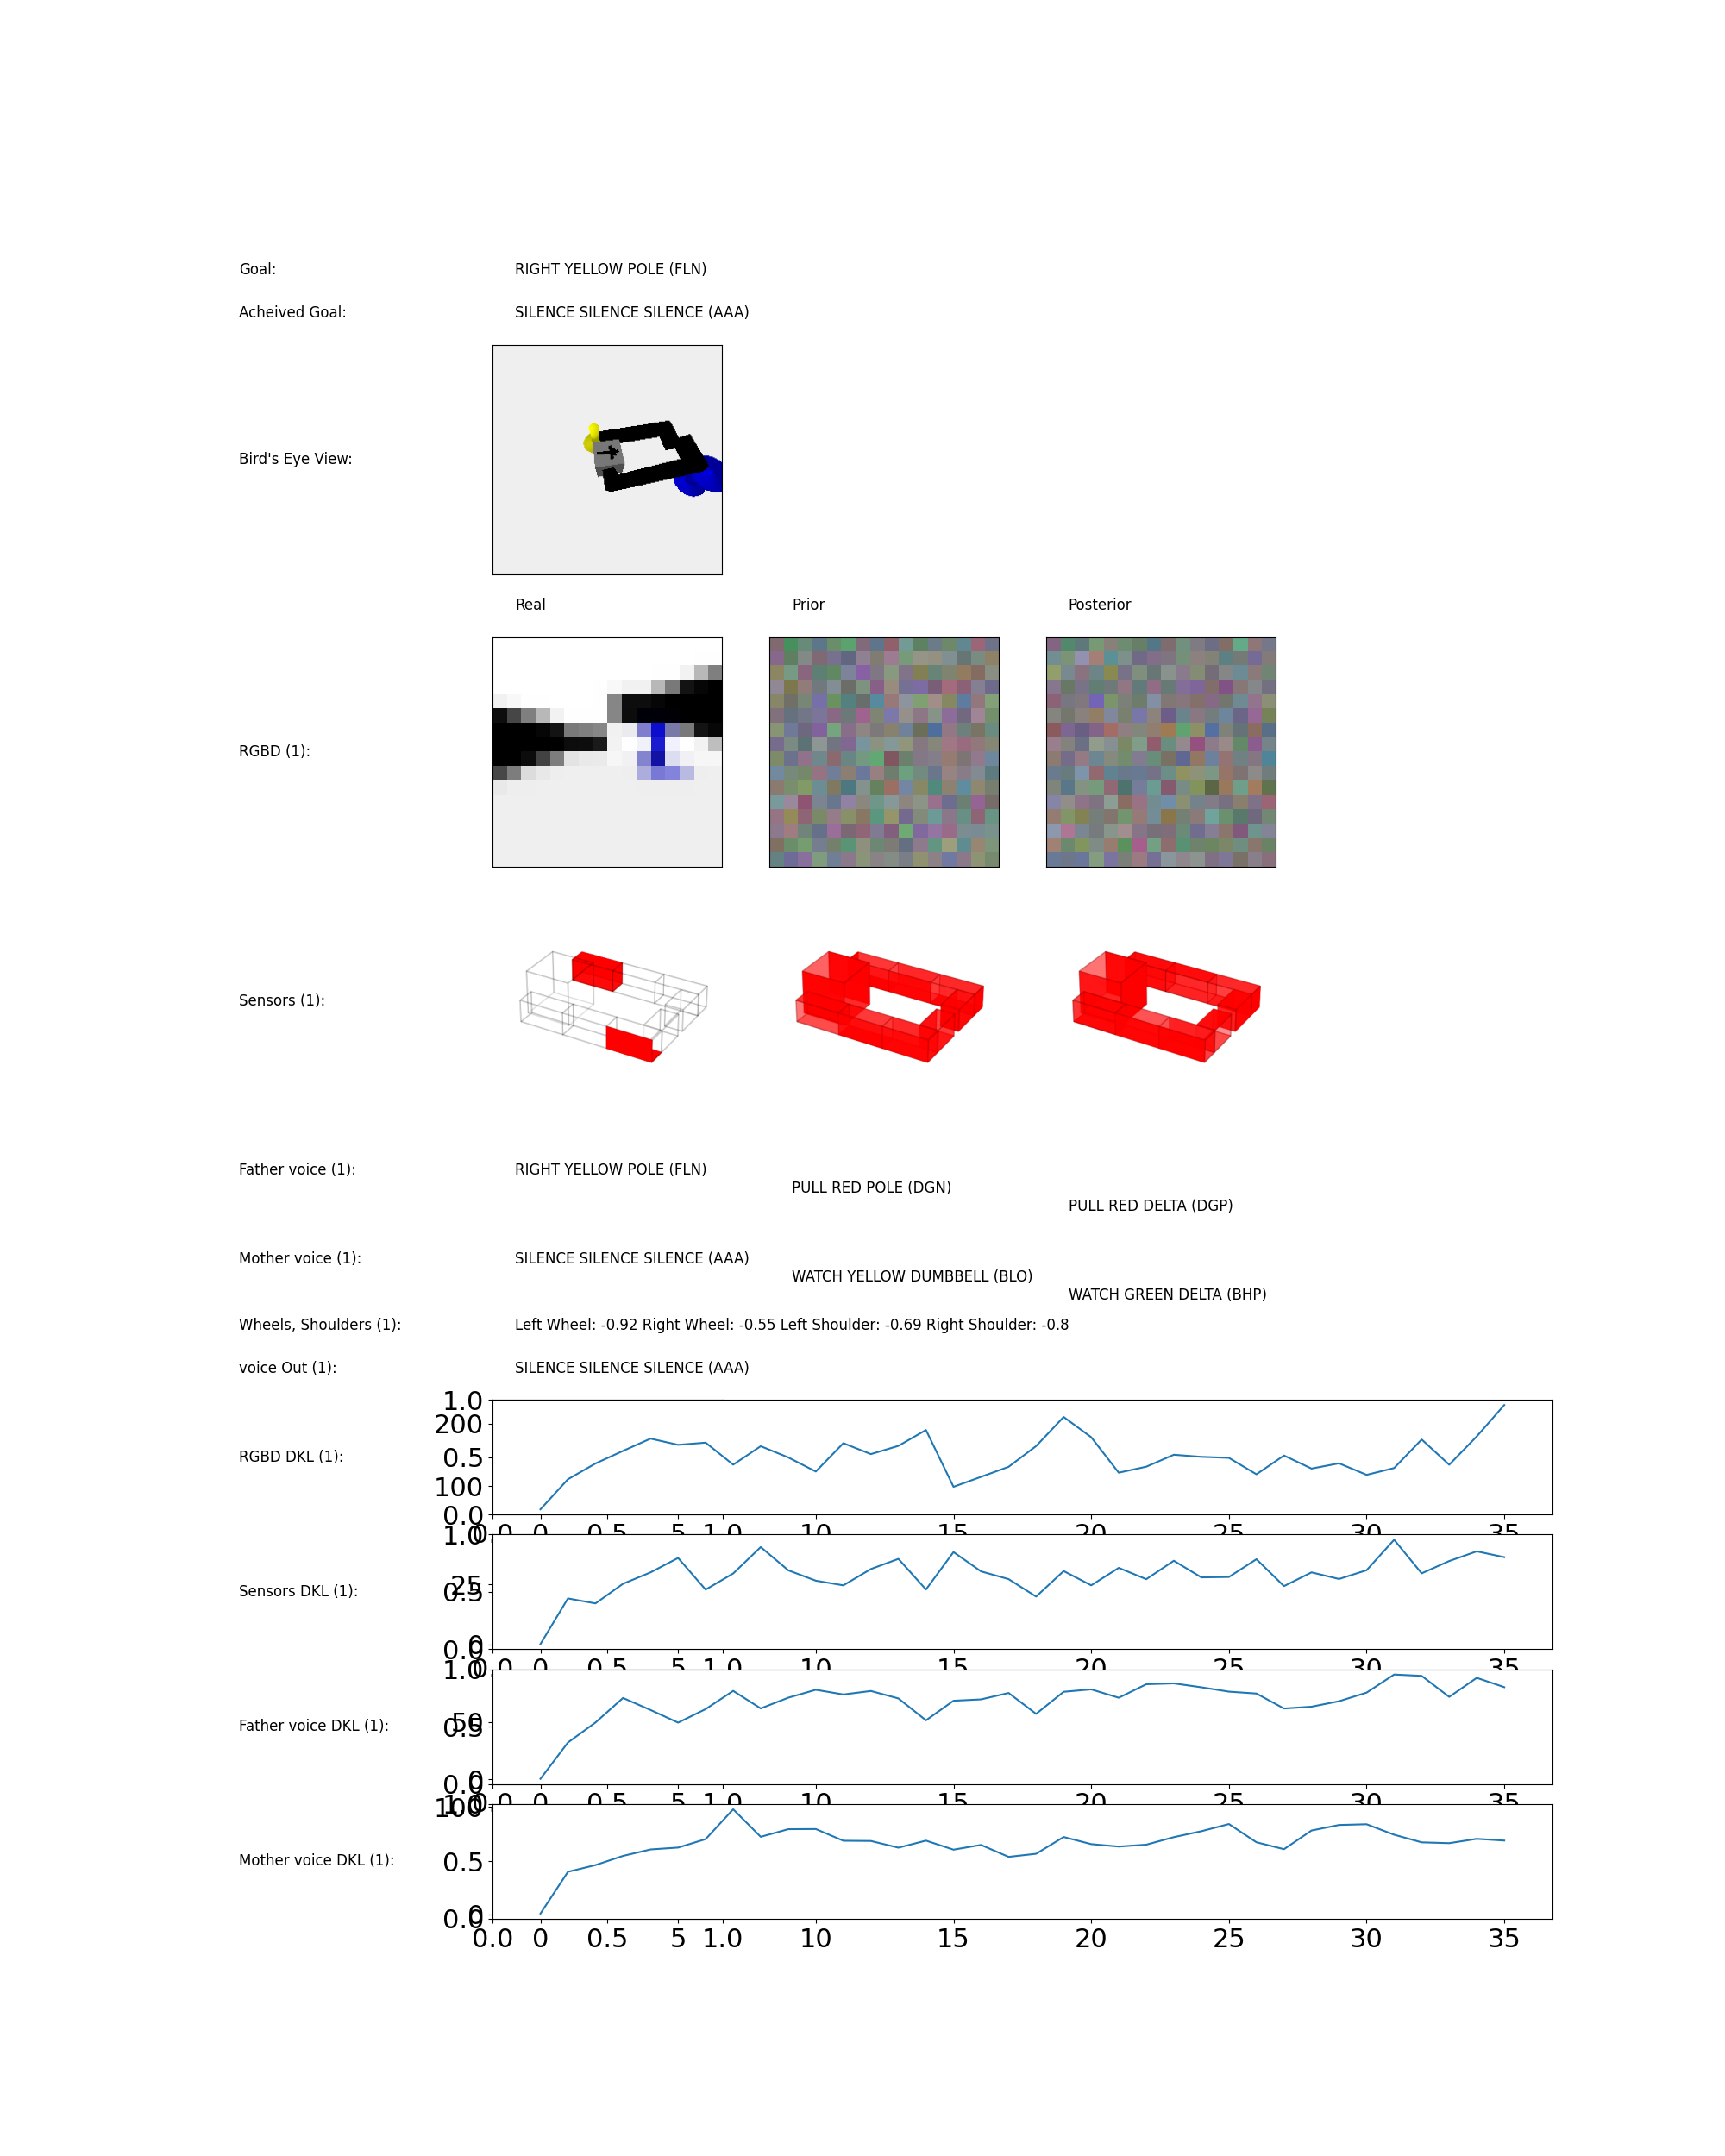 Goal: RIGHT YELLOW POLE (FLN)
Acheived Goal: SILENCE SILENCE SILENCE (AAA)
Bird's Eye View:
Real Prior Posterior
RGBD (1):
Sensors (1):
Father voice (1): RIGHT YELLOW POLE (FLN)
PULL RED POLE (DGN)
PULL RED DELTA (DGP)
Mother voice (1): SILENCE SILENCE SILENCE (AAA)
WATCH YELLOW DUMBBELL (BLO)
WATCH GREEN DELTA (BHP)
Wheels, Shoulders (1): Left Wheel: -0.92 Right Wheel: -0.55 Left Shoulder: -0.69 Right Shoulder: -0.8
voice Out (1): SILENCE SILENCE SILENCE (AAA)
1.0
200
RGBD DKL (1): 0.5
100
0.0
0.0 0 0.5 5 1.0 10 15 20 25 30 35
1.0
25
Sensors DKL (1): 0.5
0
0.0
0.0 0 0.5 5 1.0 10 15 20 25 30 35
1.0
50
Father voice DKL (1): 0.5
0
0.0
0.0 0 0.5 5 1.0 10 15 20 25 30 35
1.0
100
Mother voice DKL (1): 0.5
0
0.0
0.0 0 0.5 5 1.0 10 15 20 25 30 35